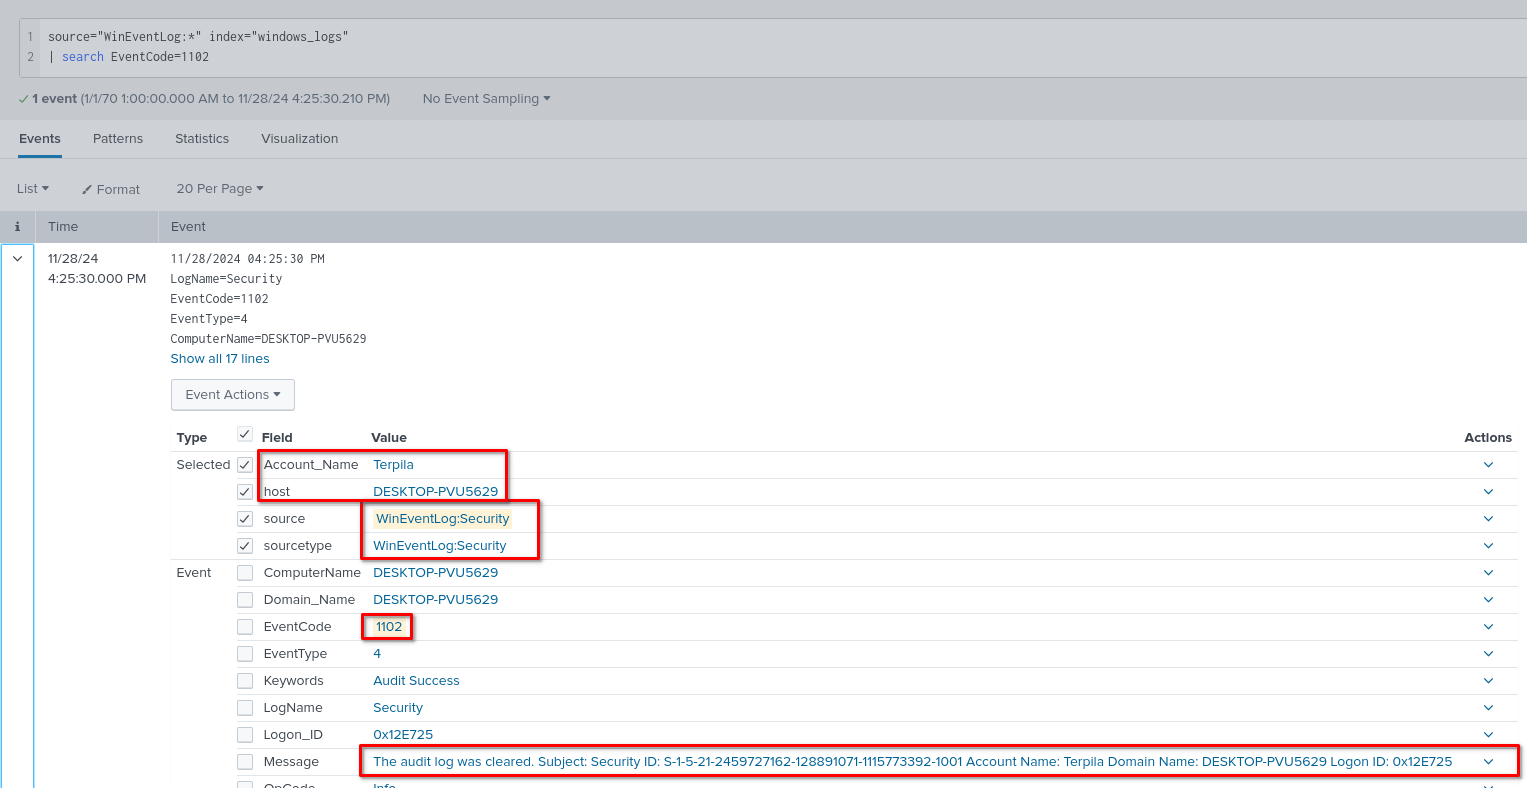 1 source="WinEventLog:*" index="windows_logs"
2 | search EventCode=1102
1 event (1/1/70 1:00:00.000 AM to 11/28/24 4:25:30.210 PM) No Event Sampling
Events Patterns Statistics Visualization
List Format 20 Per Page
i Time Event
11/28/24 11/28/2024 04:25:30 PM
4:25:30.000 PM LogName=Security
EventCode=1102
EventType=4
ComputerName=DESKTOP-PVU5629
Show all 17 lines
Event Actions
Type Field Value Actions
Selected Account_Name Terpila
host DESKTOP-PVU5629
source WinEventLog:Security
sourcetype WinEventLog:Security
Event ComputerName DESKTOP-PVU5629
Domain_Name DESKTOP-PVU5629
EventCode 1102
EventType 4
Keywords Audit Success
LogName Security
Logon_ID 0x12E725
Message The audit log was cleared. Subject: Security ID: S-1-5-21-2459727162-128891071-1115773392-1001 Account Name: Terpila Domain Name: DESKTOP-PVU5629 Logon ID: 0x12E725
OpCode Info